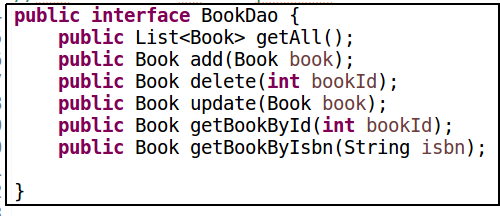 public interface BookDao {
public List<Book> getAll();
public Book add(Book book);
public Book delete(int bookId);
public Book update(Book book);
public Book getBookById(int bookId);
public Book getBookByIsbn(String isbn);
}